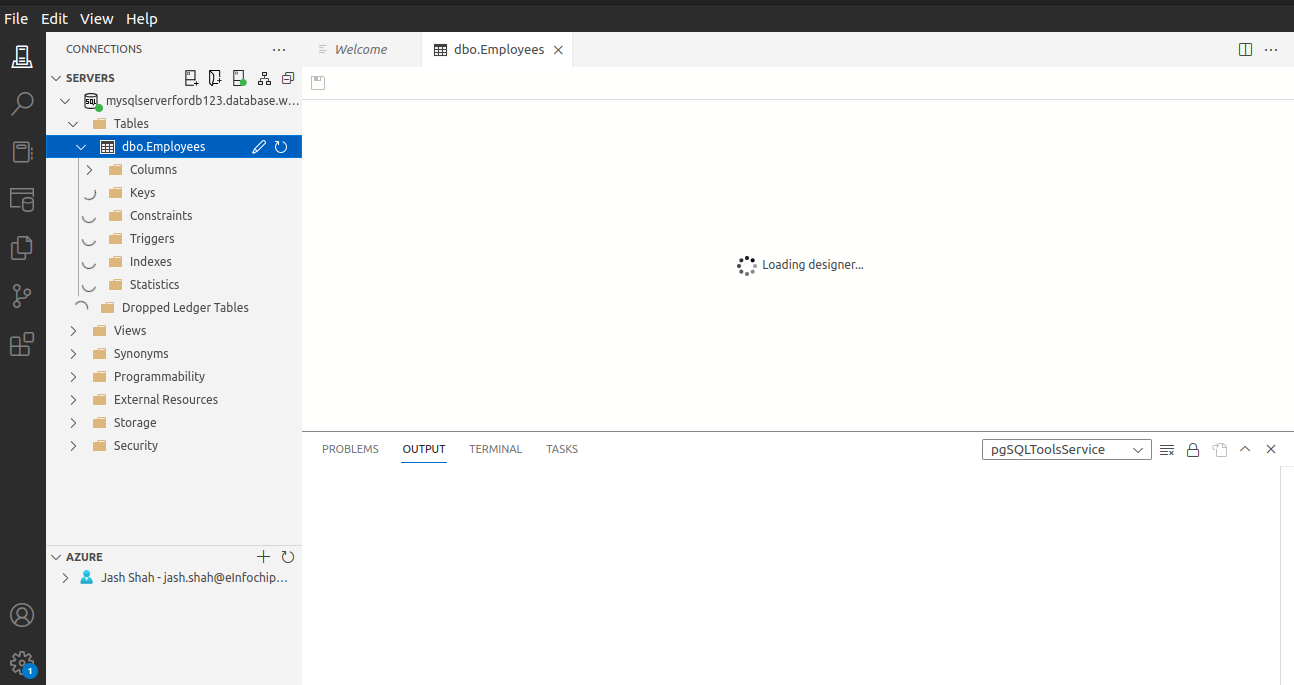 File Edit View Help
CONNECTIONS
SERVERS
SQL mysqlserverfordb123.database.w...
Tables
dbo.Employees
Columns
Keys
Constraints
Triggers
Indexes
Statistics
Dropped Ledger Tables
Views
Synonyms
Programmability
External Resources
Storage
Security
AZURE
Jash Shah - jash.shah@eInfochip...
1
Welcome dbo.Employees
Loading designer...
PROBLEMS OUTPUT TERMINAL TASKS pgSQLToolsService